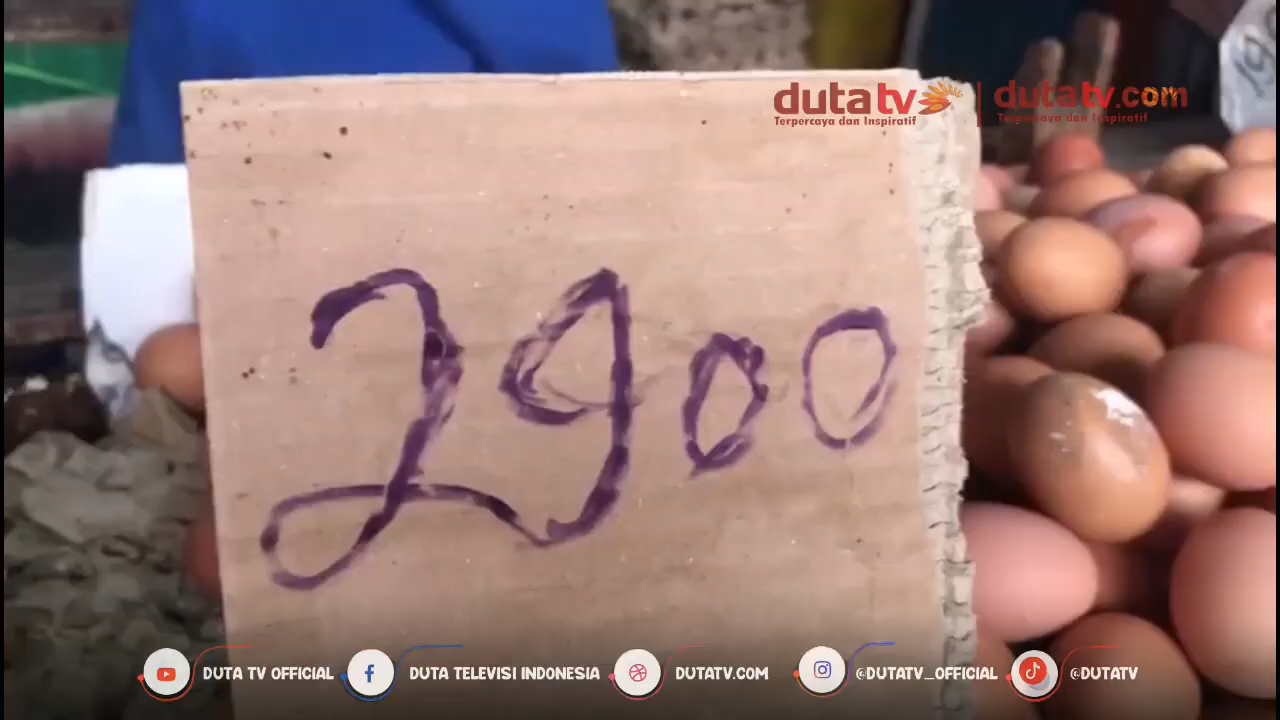 dutatv | dutatv.com
Terpercaya dan Inspiratif Terpercaya dan Inspiratif
2900
DUTA TV OFFICIAL DUTA TELEVISI INDONESIA DUTATV.COM @DUTATV_OFFICIAL @DUTATV